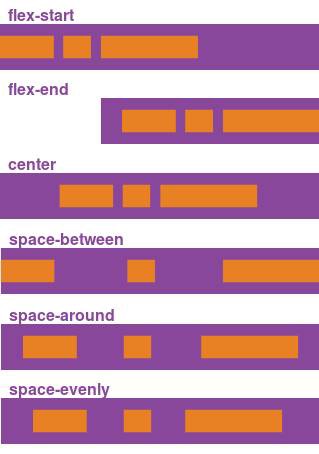 flex-start
flex-end
center
space-between
space-around
space-evenly